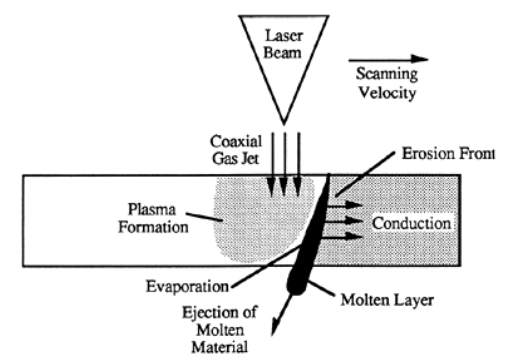 Laser
Beam
Scanning
Velocity
Coaxial
Gas Jet
Erosion Front
Plasma
Formation
Conduction
Evaporation
Molten Layer
Ejection of
Molten
Material